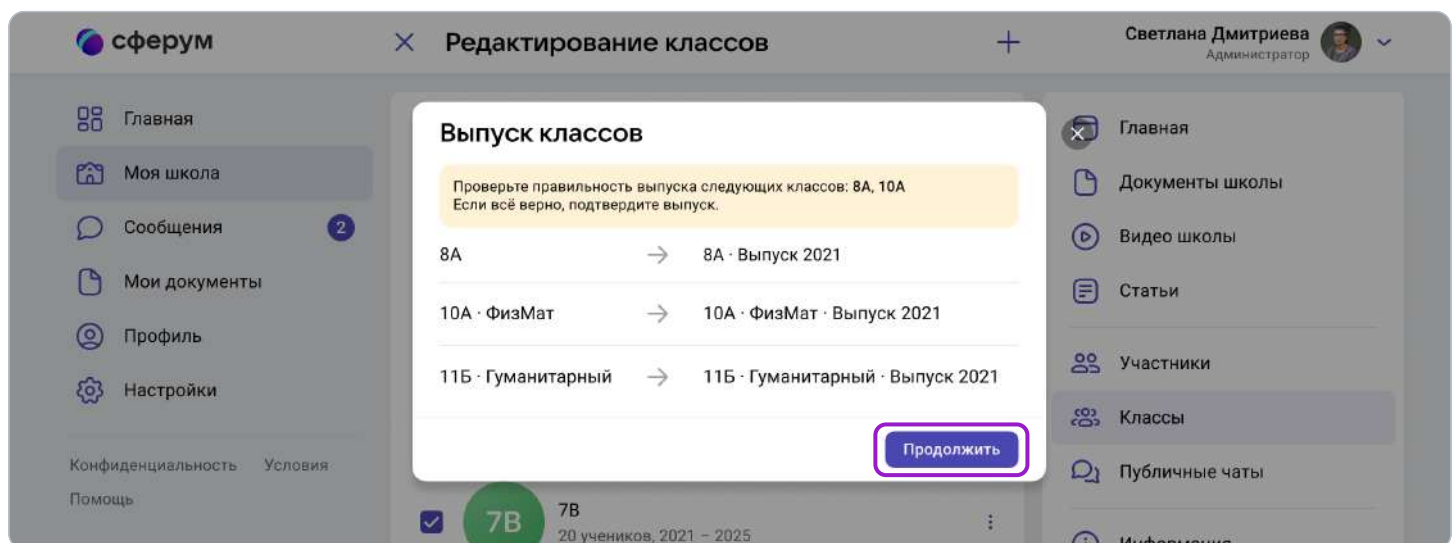 сферум
Редактирование классов
Светлана Дмитриева
Администратор
Главная
Моя школа
Сообщения
2
Мои документы
Профиль
Настройки
Конфиденциальность Условия
Помощь
Выпуск классов
Проверьте правильность выпуска следующих классов: 8А, 10А
Если всё верно, подтвердите выпуск.
8А → 8А · Выпуск 2021
10А · ФизМат → 10А · ФизМат · Выпуск 2021
11Б · Гуманитарный → 11Б · Гуманитарный · Выпуск 2021
Продолжить
7В
7В
20 учеников, 2021 – 2025
Главная
Документы школы
Видео школы
Статьи
Участники
Классы
Публичные чаты
Информация